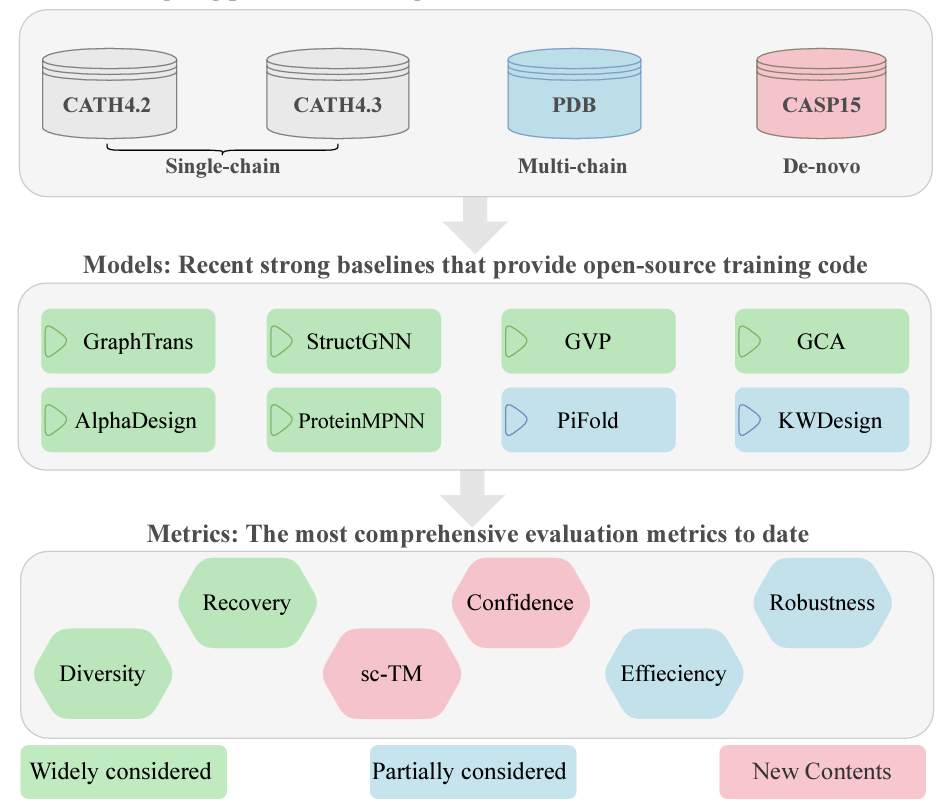 CATH4.2 CATH4.3 PDB CASP15
Single-chain Multi-chain De-novo
Models: Recent strong baselines that provide open-source training code
GraphTrans StructGNN GVP GCA
AlphaDesign ProteinMPNN PiFold KWDesign
Metrics: The most comprehensive evaluation metrics to date
Recovery Confidence Robustness
Diversity sc-TM Effieciency
Widely considered Partially considered New Contents